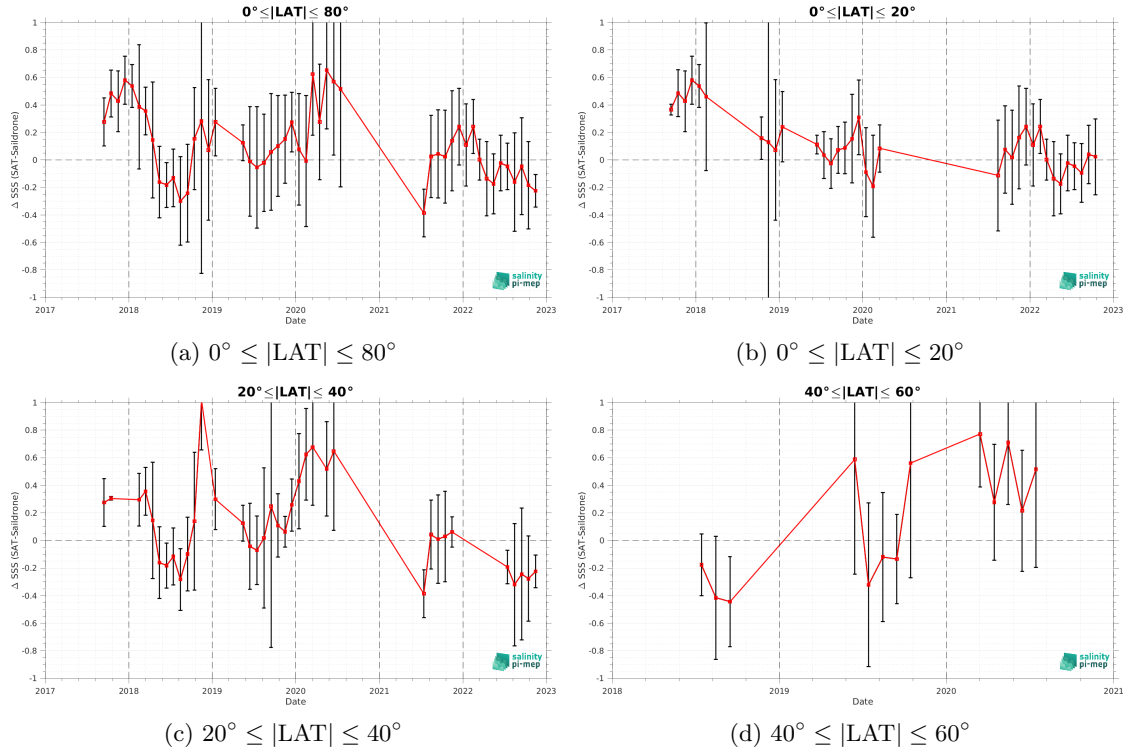 0°≤|LAT|≤ 80°
Δ SSS (SAT-Saildrone)
1
0.8
0.6
0.4
0.2
0
-0.2
-0.4
-0.6
-0.8
-1
2017 2018 2019 2020 2021 2022 2023
Date
salinity
pi-mep
(a) 0° ≤ |LAT| ≤ 80°
0°≤|LAT|≤ 20°
Δ SSS (SAT-Saildrone)
1
0.8
0.6
0.4
0.2
0
-0.2
-0.4
-0.6
-0.8
-1
2017 2018 2019 2020 2021 2022 2023
Date
salinity
pi-mep
(b) 0° ≤ |LAT| ≤ 20°
20°≤|LAT|≤ 40°
Δ SSS (SAT-Saildrone)
1
0.8
0.6
0.4
0.2
0
-0.2
-0.4
-0.6
-0.8
-1
2017 2018 2019 2020 2021 2022 2023
Date
salinity
pi-mep
(c) 20° ≤ |LAT| ≤ 40°
40°≤|LAT|≤ 60°
Δ SSS (SAT-Saildrone)
1
0.8
0.6
0.4
0.2
0
-0.2
-0.4
-0.6
-0.8
-1
2018 2019 2020 2021
Date
salinity
pi-mep
(d) 40° ≤ |LAT| ≤ 60°